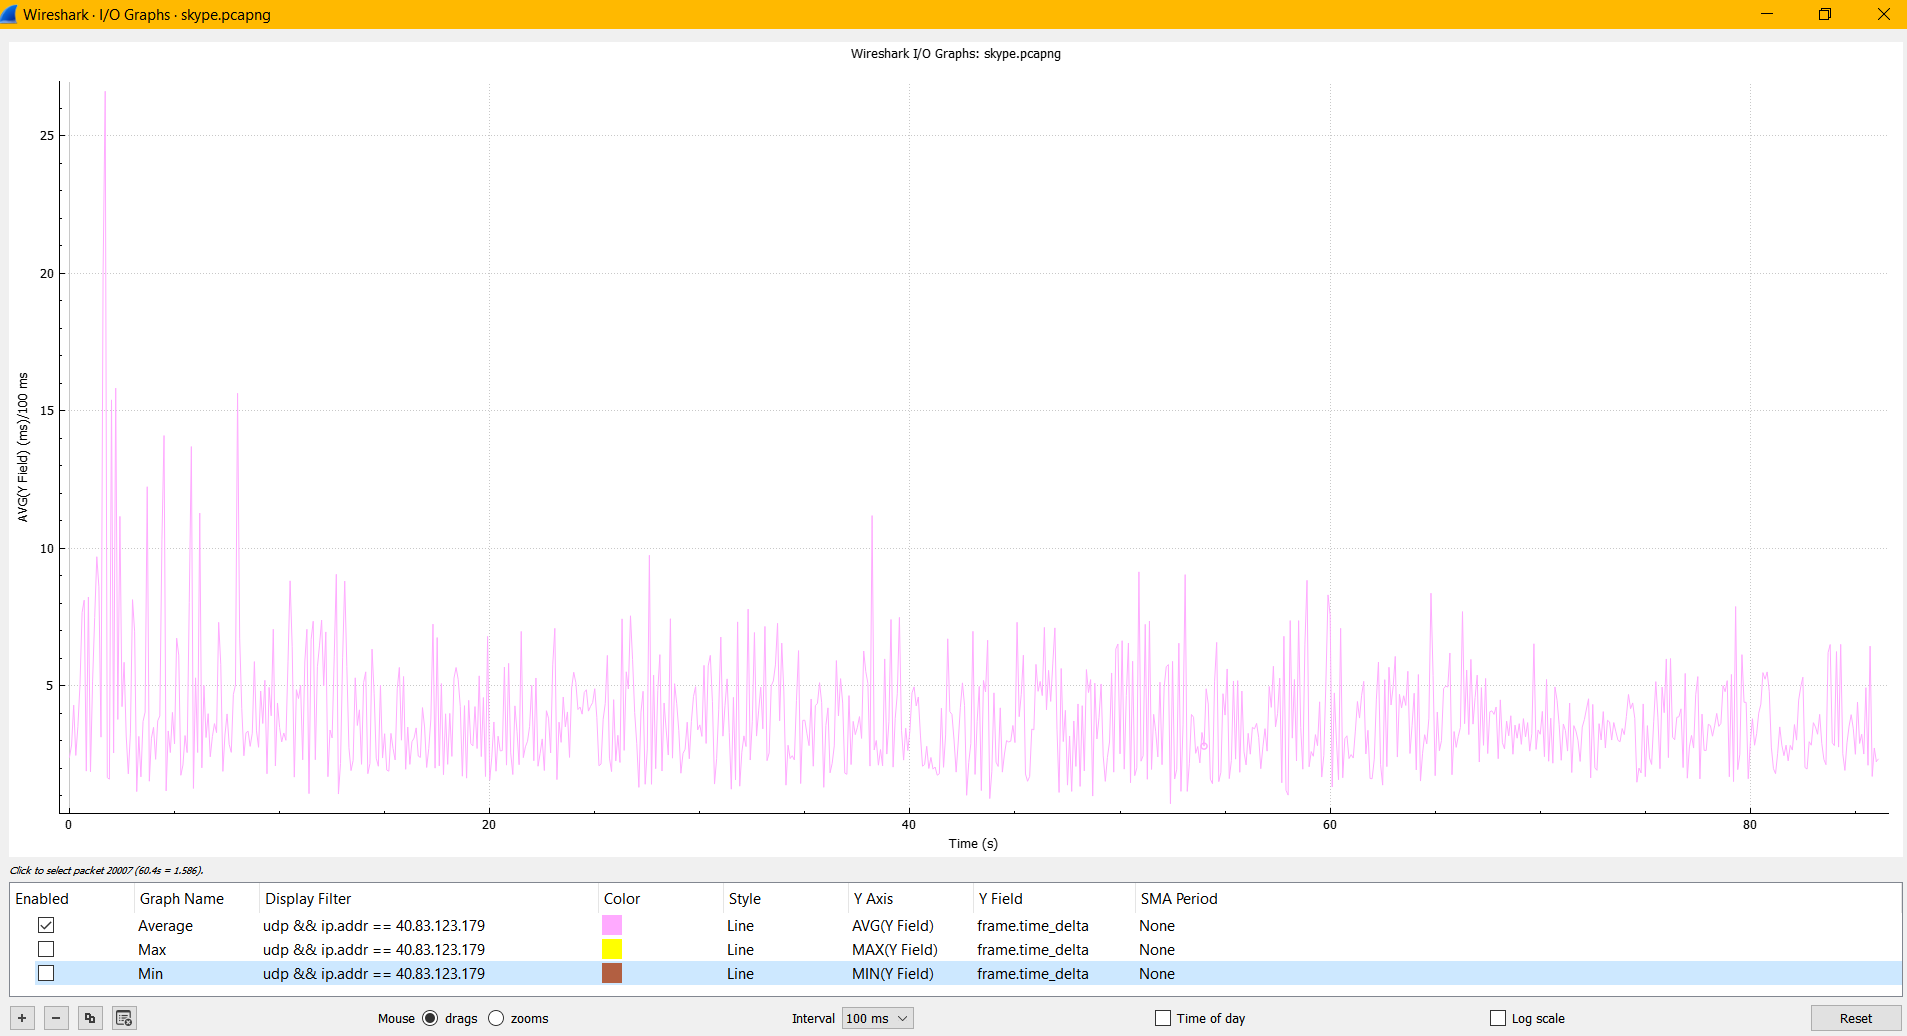 Wireshark · I/O Graphs · skype.pcapng
Wireshark I/O Graphs: skype.pcapng
AVG(Y Field) (ms)/100 ms
25
20
15
10
5
0 20 40 60 80
Time (s)
Click to select packet 20007 (60.4s = 1.586).
Enabled Graph Name Display Filter Color Style Y Axis Y Field SMA Period
Average udp && ip.addr == 40.83.123.179 Line AVG(Y Field) frame.time_delta None
Max udp && ip.addr == 40.83.123.179 Line MAX(Y Field) frame.time_delta None
Min udp && ip.addr == 40.83.123.179 Line MIN(Y Field) frame.time_delta None
+ − Mouse drags zooms Interval 100 ms Time of day Log scale Reset